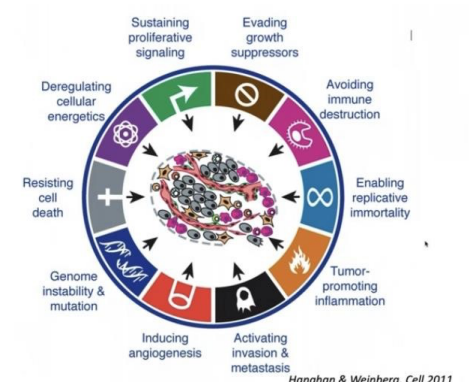 Sustaining
proliferative
signaling
Evading
growth
suppressors
Avoiding
immune
destruction
Enabling
replicative
immortality
Tumor-
promoting
inflammation
Activating
invasion &
metastasis
Inducing
angiogenesis
Genome
instability &
mutation
Resisting
cell
death
Deregulating
cellular
energetics
Hanahan & Weinberg, Cell 2011